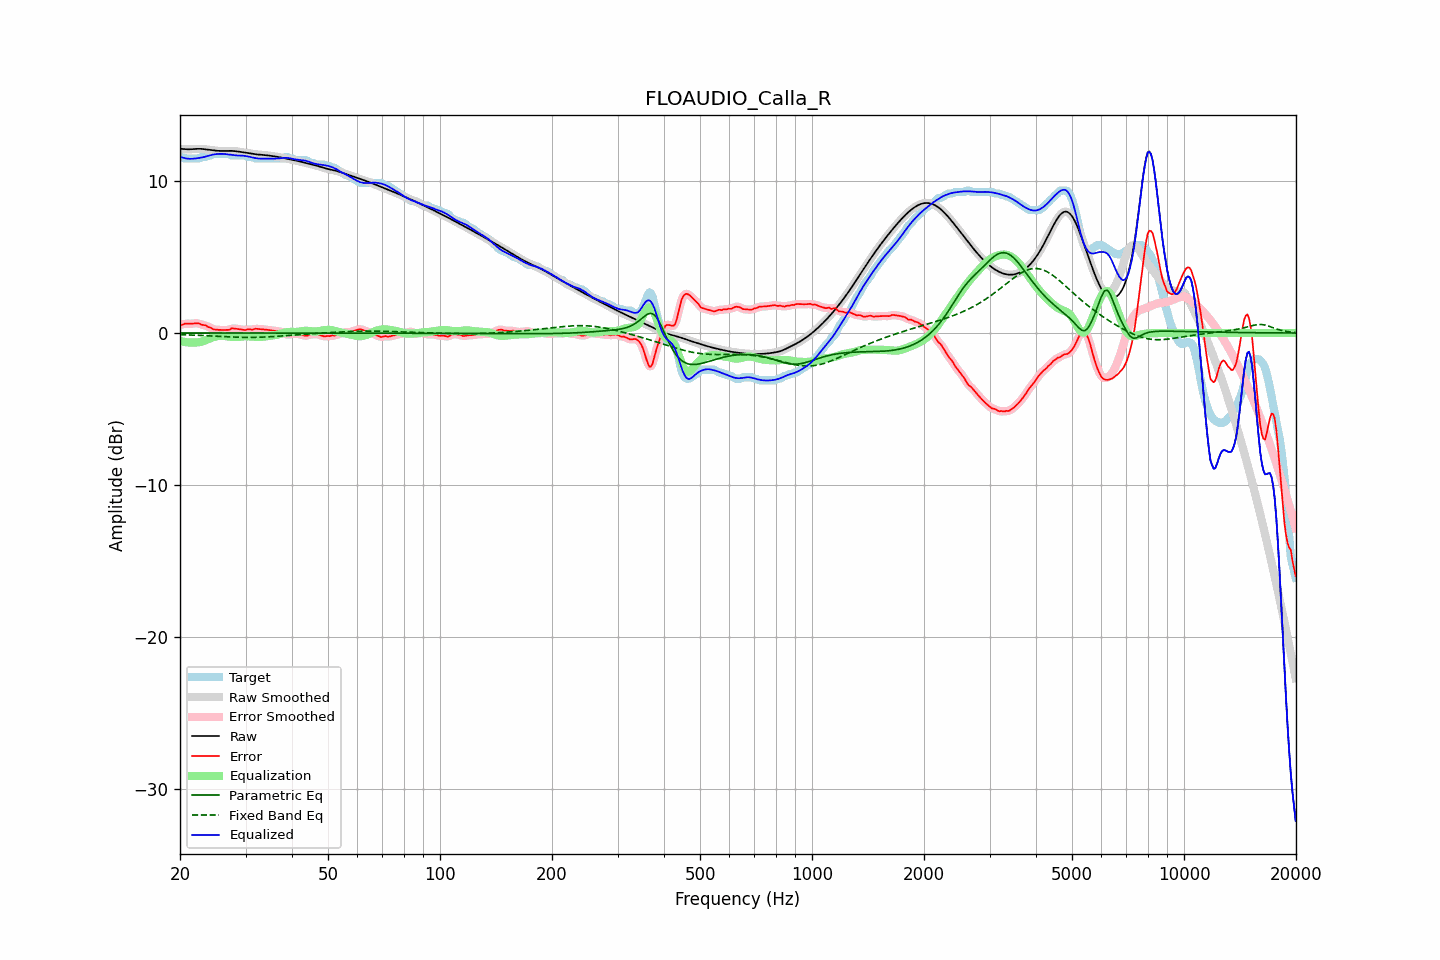 FLOAUDIO_Calla_R
Amplitude (dBr)
10
0
−10
−20
−30
Target
Raw Smoothed
Error Smoothed
Raw
Error
Equalization
Parametric Eq
Fixed Band Eq
Equalized
20 50 100 200 500 1000 2000 5000 10000 20000
Frequency (Hz)